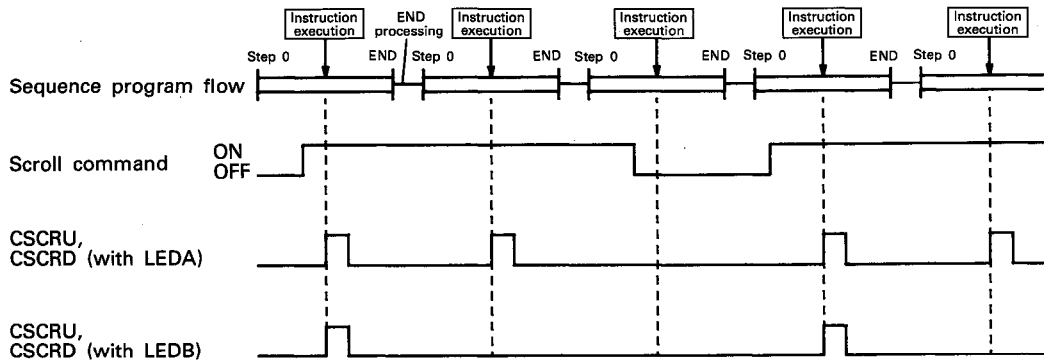 Instruction execution
END processing
Instruction execution
Instruction execution
Instruction execution
Instruction execution
Step 0
END
Step 0
END
Step 0
END
Step 0
END
Step 0
Sequence program flow
Scroll command
ON
OFF
CSCRU,
CSCRD (with LEDA)
CSCRU,
CSCRD (with LEDB)